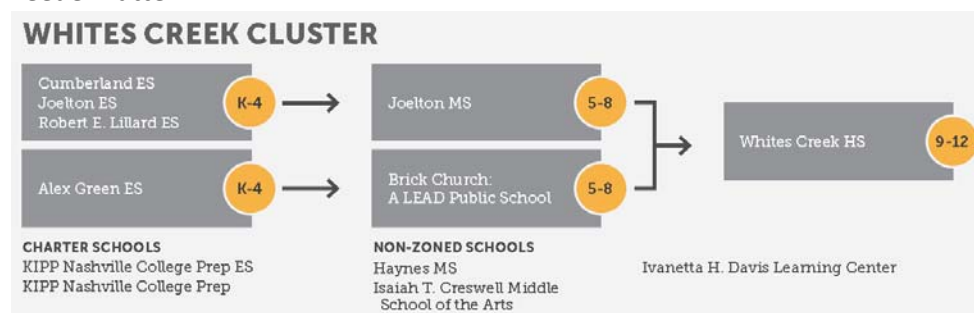 WHITES CREEK CLUSTER
Cumberland ES
Joelton ES
Robert E. Lillard ES
K-4
Joelton MS
5-8
Alex Green ES
K-4
Brick Church:
A LEAD Public School
5-8
Whites Creek HS
9-12
CHARTER SCHOOLS
KIPP Nashville College Prep ES
KIPP Nashville College Prep
NON-ZONED SCHOOLS
Haynes MS
Isaiah T. Creswell Middle
School of the Arts
Ivanetta H. Davis Learning Center